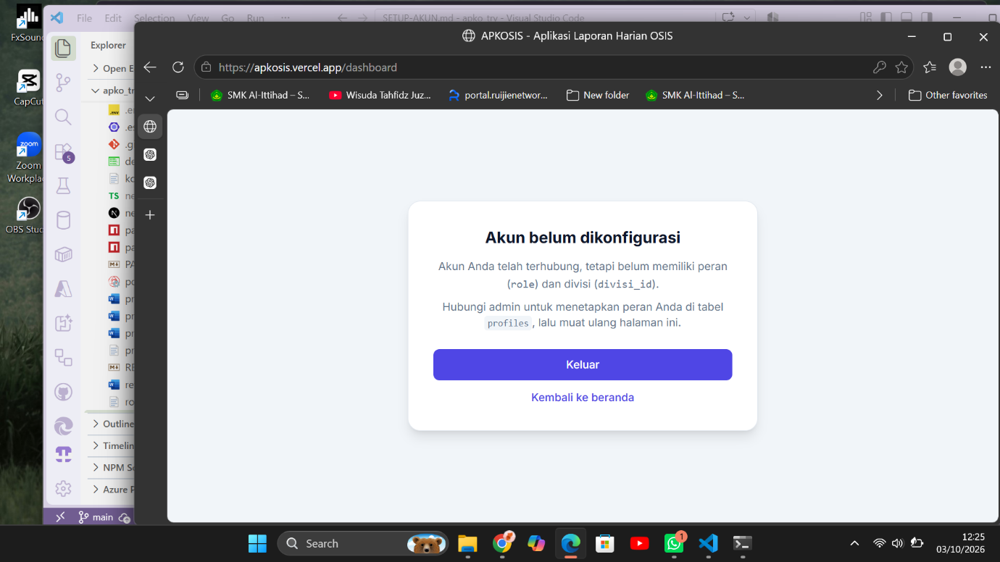 FxSound
CapCut
Zoom
Workplac
OBS Stud
File Edit Selection View Go Run ···
SETUP-AKUN.md - apko_try - Visual Studio Code
Explorer
Open E
apko_tr
.e
.es
.g
de
ko
TS ne
ne
pa
pa
PA
po
pr
pr
pr
pr
RE
re
ro
Outline
Timelin
NPM Sc
Azure P
5
main
APKOSIS - Aplikasi Laporan Harian OSIS
https://apkosis.vercel.app/dashboard
SMK Al-Ittihad – S...
Wisuda Tahfidz Juz...
portal.ruijienetwor...
New folder
SMK Al-Ittihad – S...
Other favorites
Akun belum dikonfigurasi
Akun Anda telah terhubung, tetapi belum memiliki peran
(role) dan divisi (divisi_id).
Hubungi admin untuk menetapkan peran Anda di tabel
profiles, lalu muat ulang halaman ini.
Keluar
Kembali ke beranda
Search
1
12:25
03/10/2026